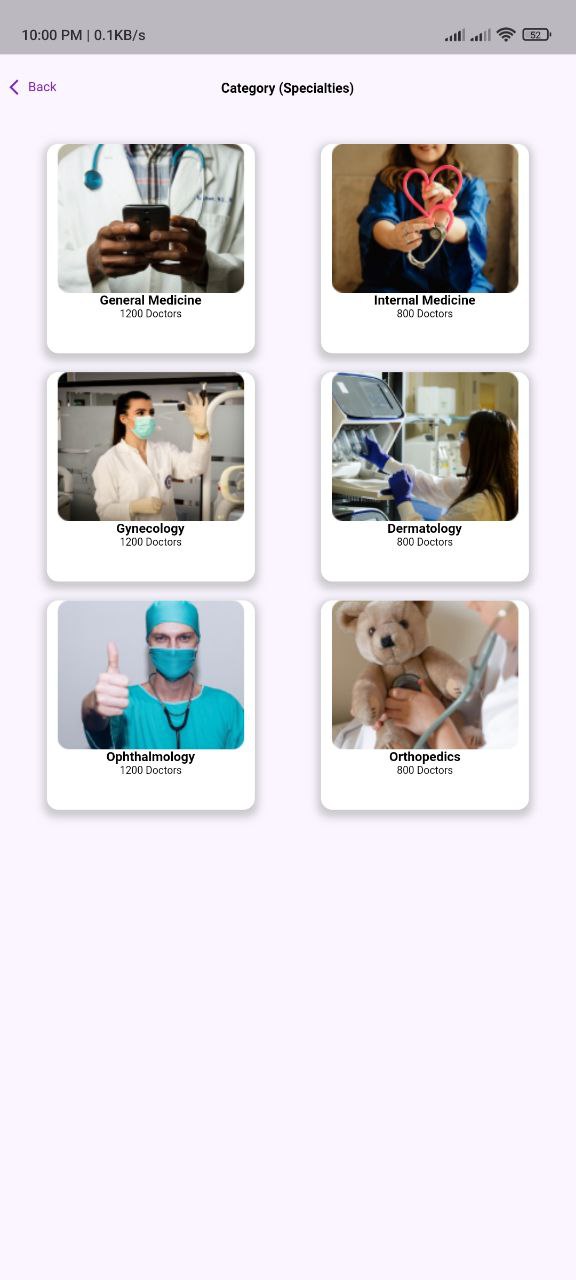 10:00 PM | 0.1KB/s
52
Back
Category (Specialties)
General Medicine
1200 Doctors
Internal Medicine
800 Doctors
Gynecology
1200 Doctors
Dermatology
800 Doctors
Ophthalmology
1200 Doctors
Orthopedics
800 Doctors